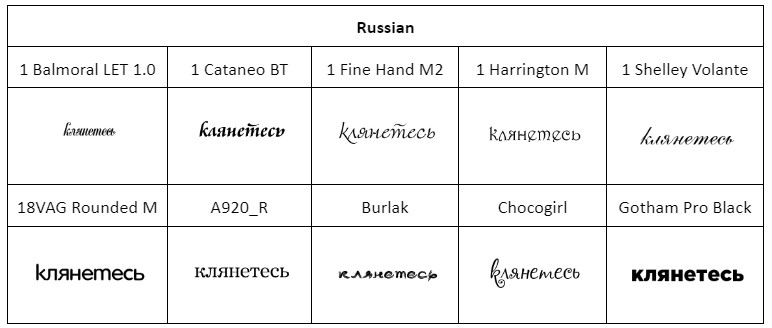 Russian
1 Balmoral LET 1.0 1 Cataneo BT 1 Fine Hand M2 1 Harrington M 1 Shelley Volante
клянетесь клянетесь клянетесь клянетесь клянетесь
18VAG Rounded M A920_R Burlak Chocogirl Gotham Pro Black
клянетесь клянетесь клянетесь клянетесь клянетесь